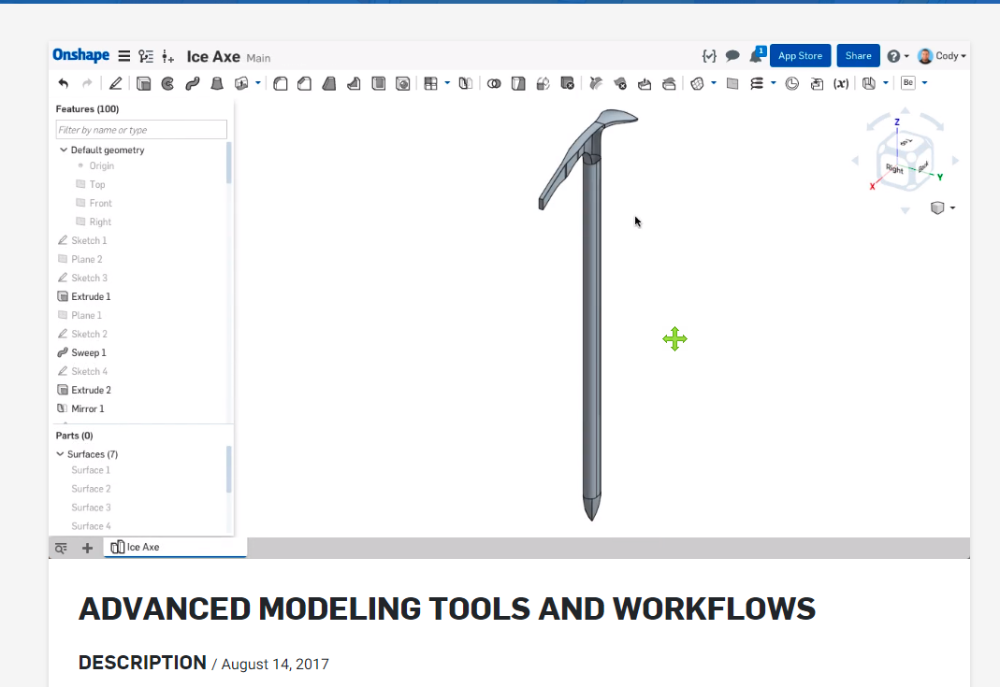 Onshape Ice Axe Main 1 App Store Share ? Cody
(x) Be
Features (100)
Filter by name or type
Default geometry
Origin
Top
Front
Right
Sketch 1
Plane 2
Sketch 3
Extrude 1
Plane 1
Sketch 2
Sweep 1
Sketch 4
Extrude 2
Mirror 1
Parts (0)
Surfaces (7)
Surface 1
Surface 2
Surface 3
Surface 4
Z
Right
Back
X
Y
Ice Axe
ADVANCED MODELING TOOLS AND WORKFLOWS
DESCRIPTION / August 14, 2017